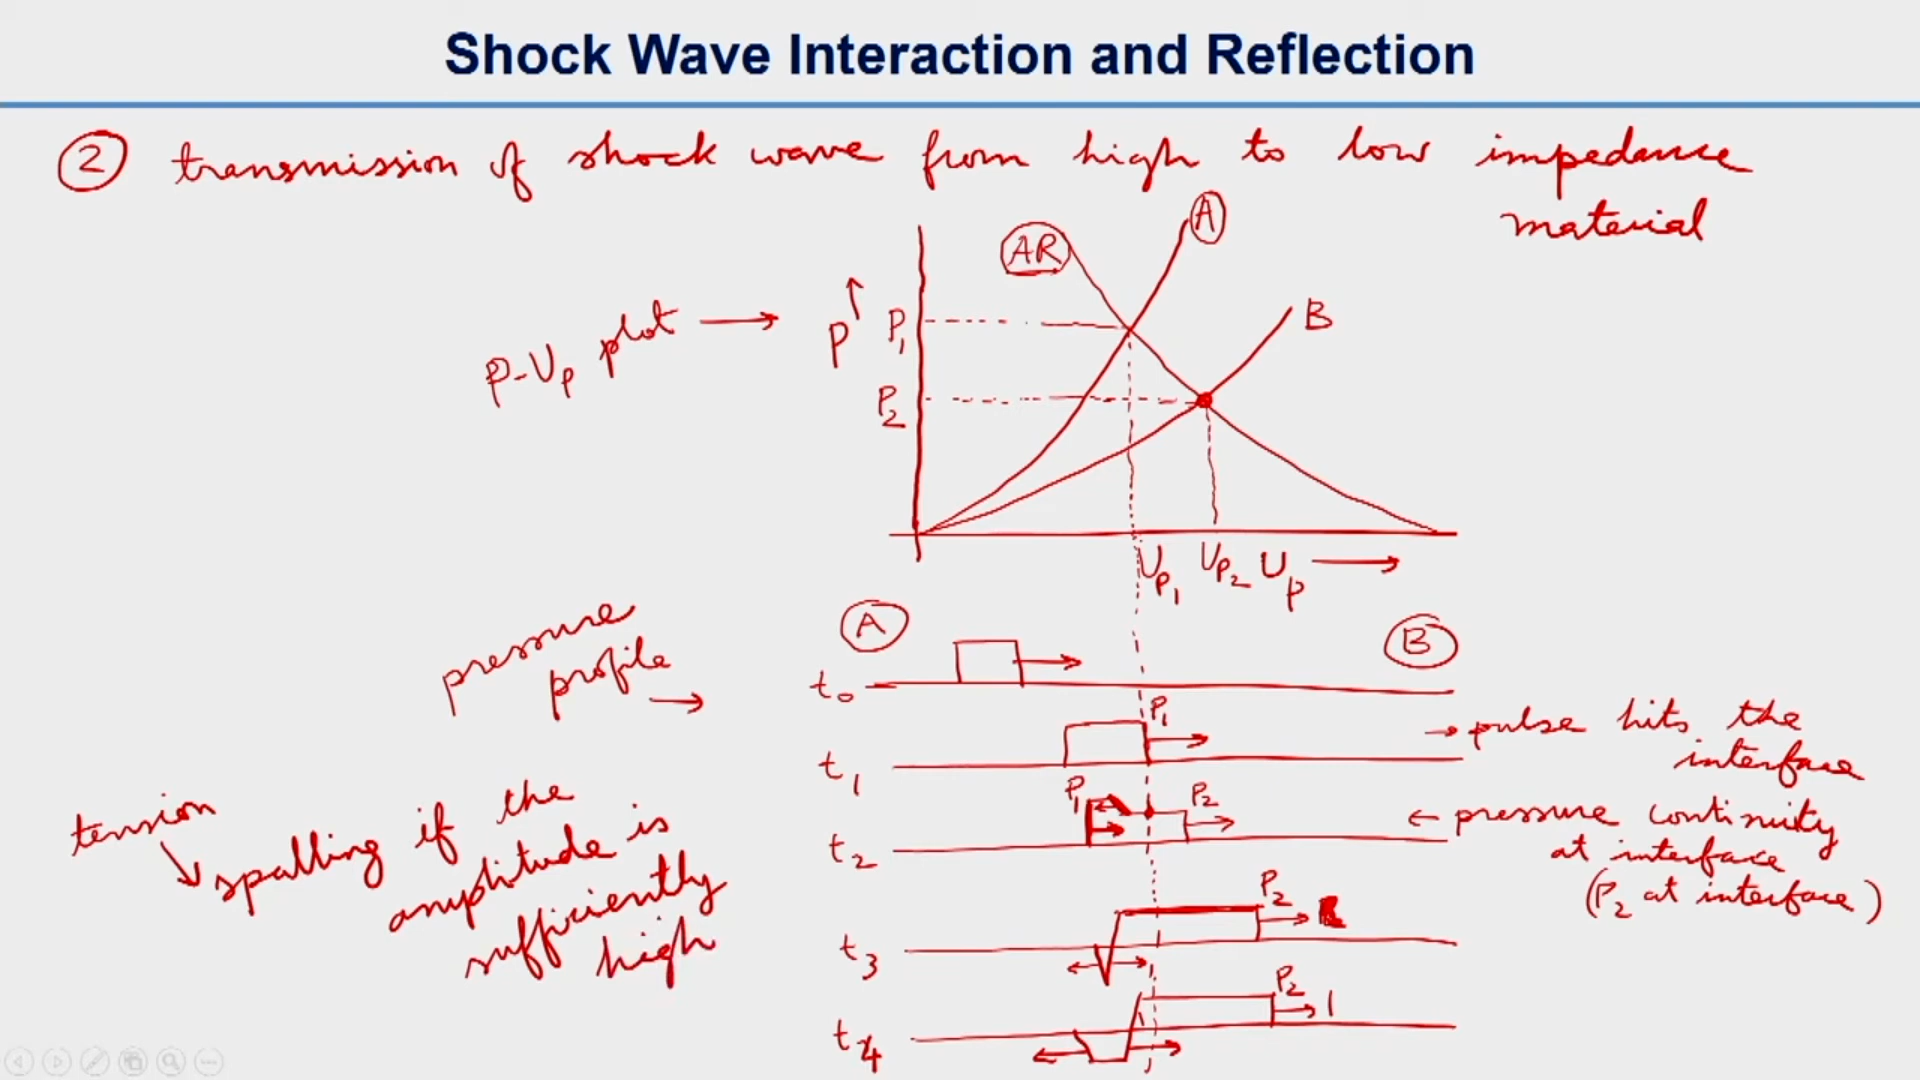 Shock Wave Interaction and Reflection
② transmission of shock wave from high to low impedance
material
AR
A
P-Up plot →
P ↑
P1
B
P2
Up1 Up2 Up →
A
B
pressure
profile →
t0
t1
P1
→ pulse hits the
interface
t2
P1
P2
← pressure continuity
at interface
(P2 at interface)
tension
spalling if the
amplitude is
sufficiently
high
t3
P2
t4
P2